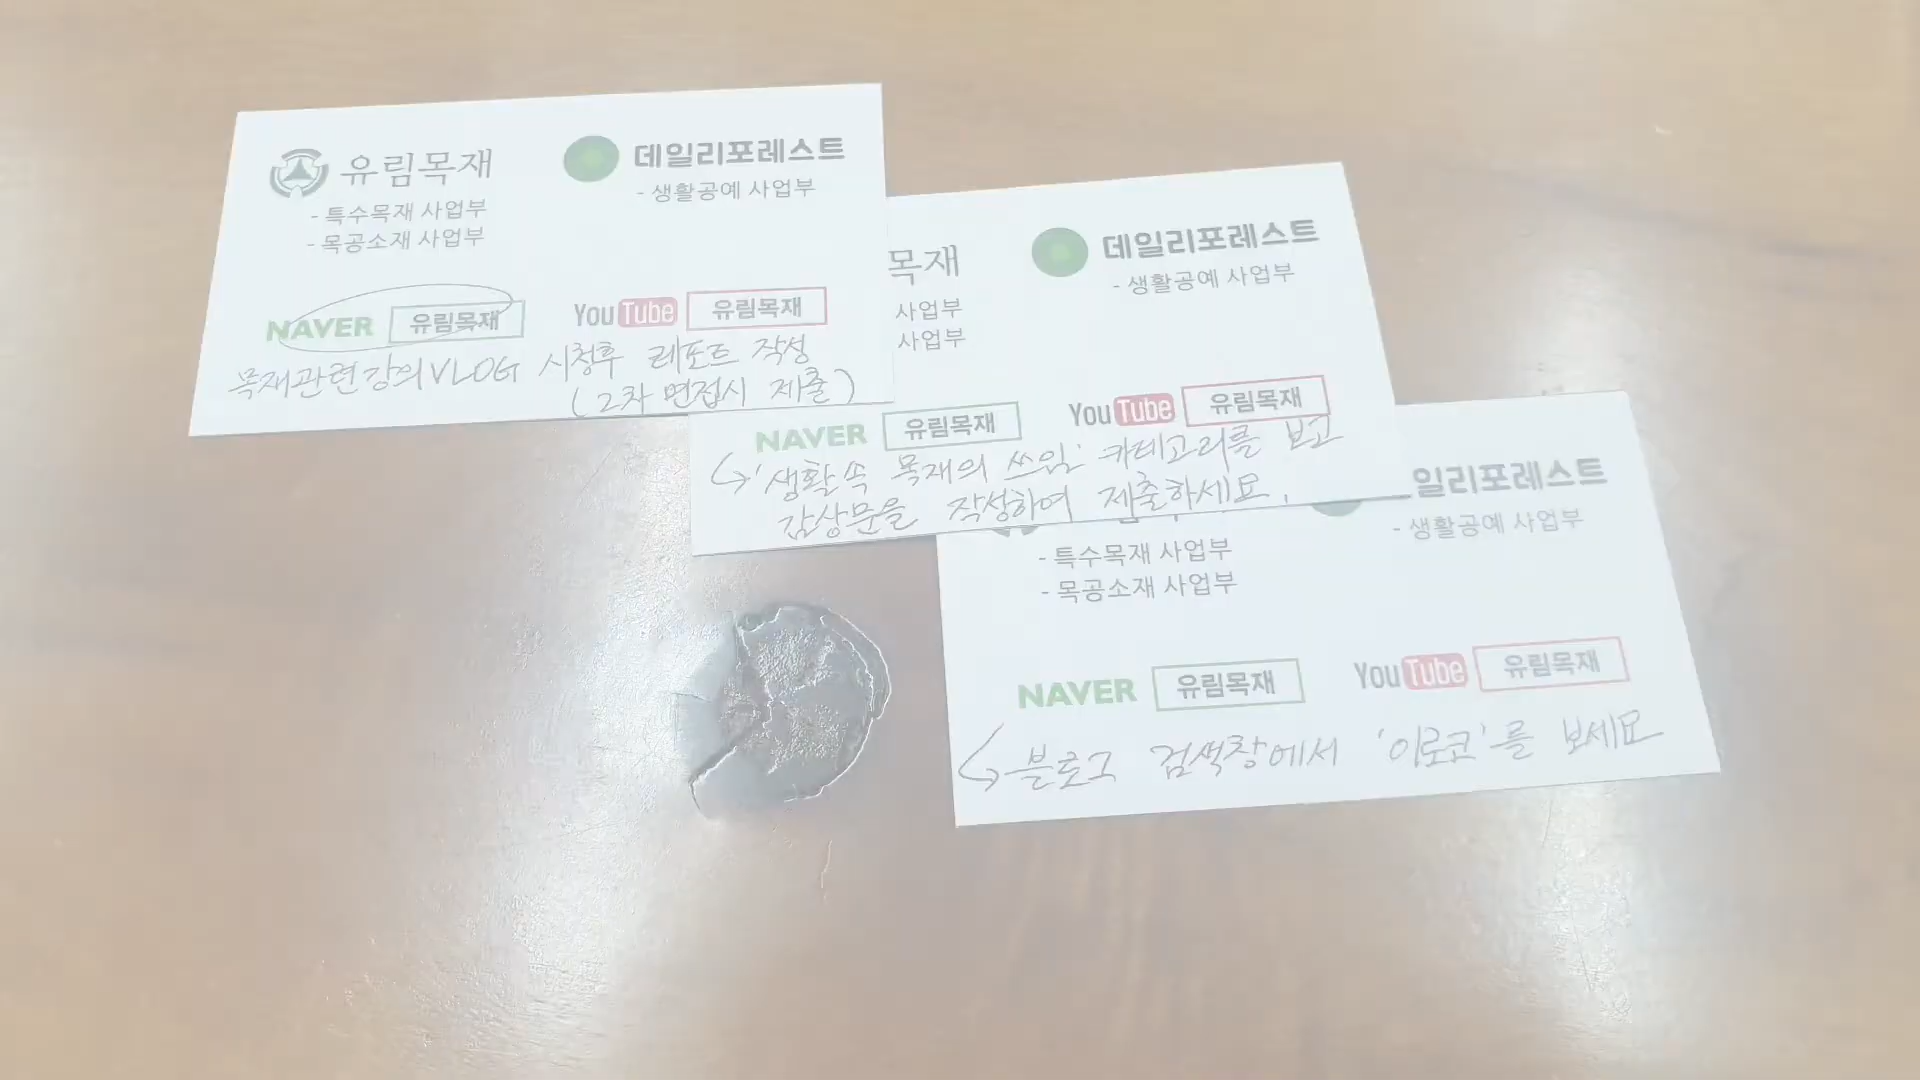 유림목재
- 특수목재 사업부
- 목공소재 사업부
데일리포레스트
- 생활공예 사업부
NAVER 유림목재
YouTube 유림목재
목재관련강의VLOG 시청후 레포트 작성
(2차 면접시 제출)
목재
사업부
사업부
데일리포레스트
- 생활공예 사업부
NAVER 유림목재
YouTube 유림목재
'생활속 목재의 쓰임' 카테고리를 보고
감상문을 작성하여 제출하세요.
일리포레스트
- 생활공예 사업부
- 특수목재 사업부
- 목공소재 사업부
NAVER 유림목재
YouTube 유림목재
블로그 검색창에서 '이로코'를 보세요